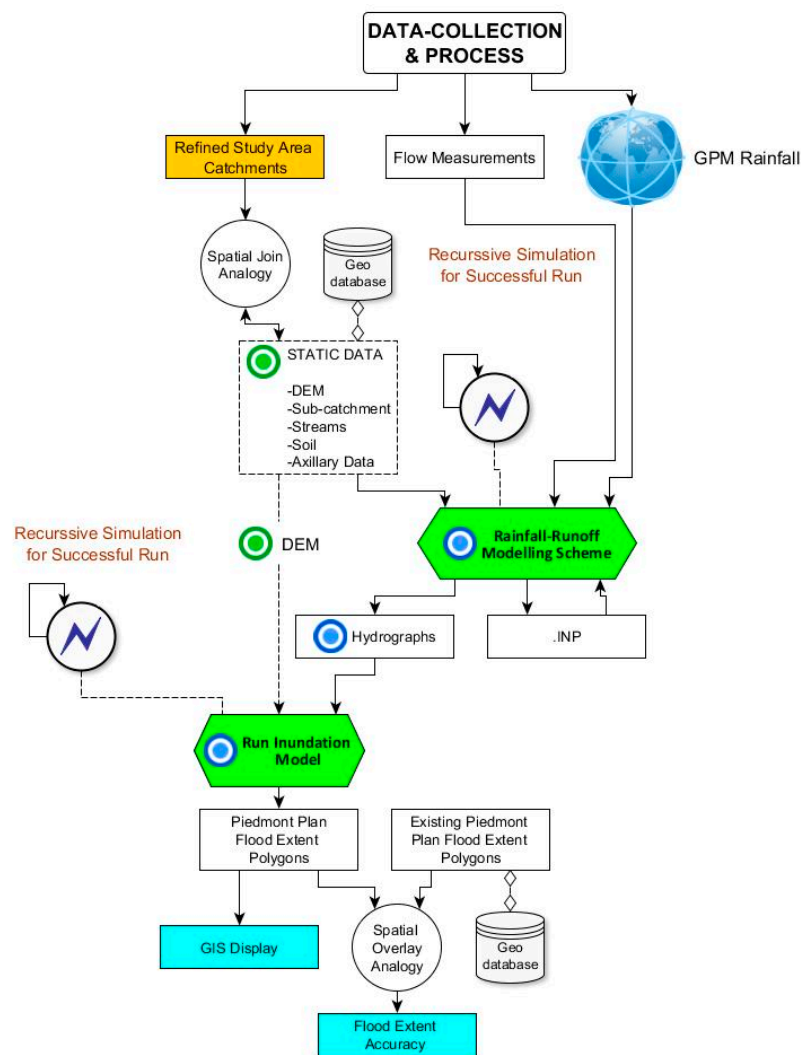 DATA-COLLECTION
& PROCESS
Refined Study Area
Catchments
Flow Measurements
GPM Rainfall
Spatial Join
Analogy
Geo
database
Recurssive Simulation
for Successful Run
STATIC DATA
-DEM
-Sub-catchment
-Streams
-Soil
-Axillary Data
Recurssive Simulation
for Successful Run
DEM
Rainfall-Runoff
Modelling Scheme
Hydrographs
.INP
Run Inundation
Model
Piedmont Plan
Flood Extent
Polygons
Existing Piedmont
Plan Flood Extent
Polygons
GIS Display
Spatial
Overlay
Analogy
Geo
database
Flood Extent
Accuracy